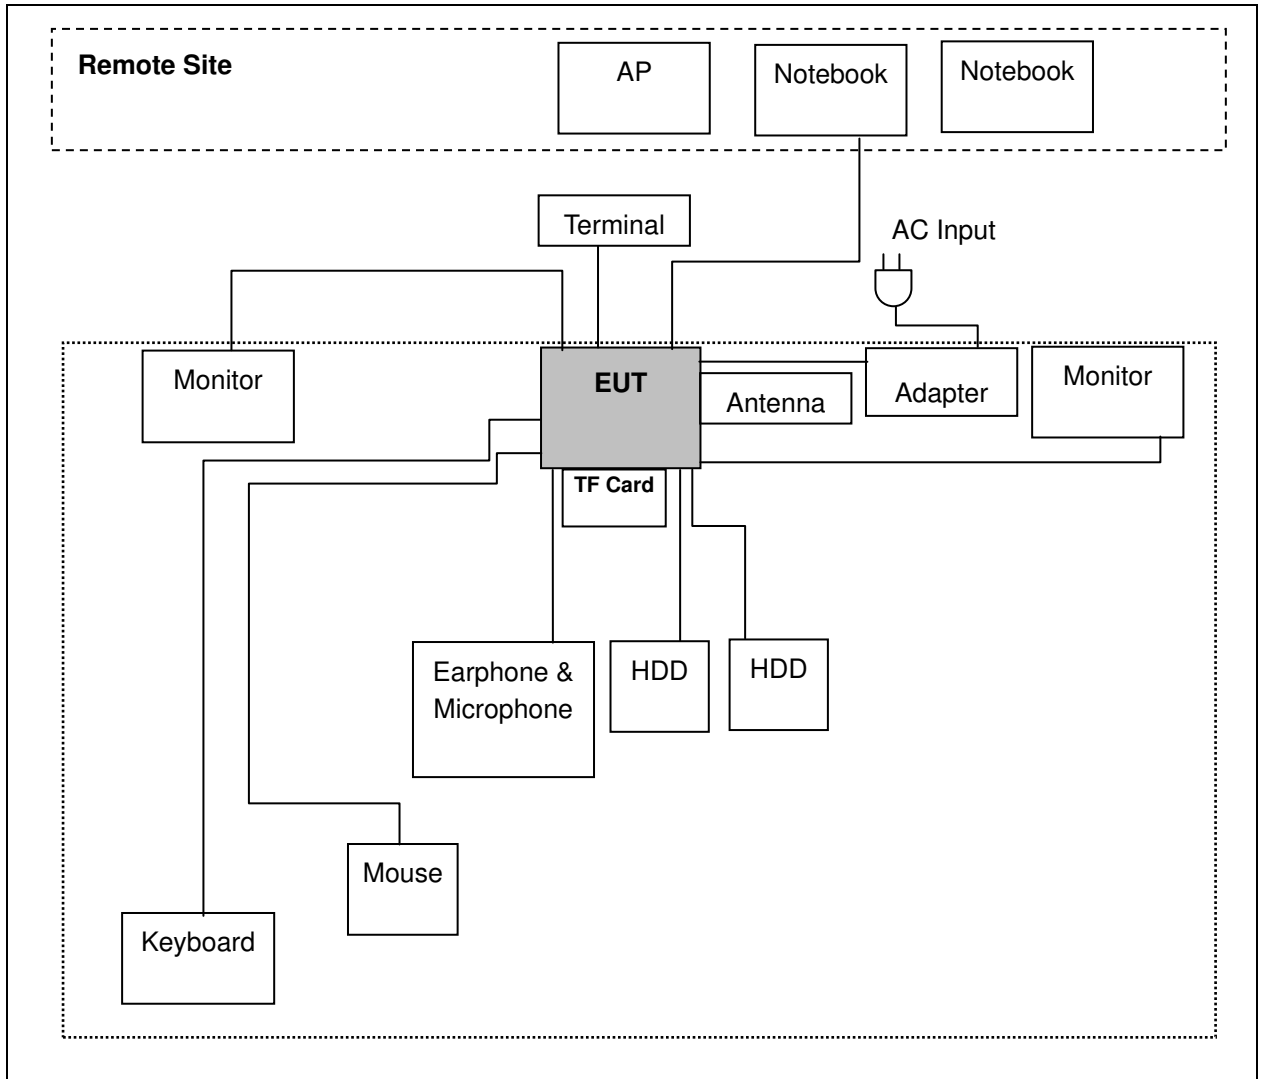 Remote Site
AP
Notebook
Notebook
Terminal
AC Input
Monitor
EUT
Antenna
Adapter
Monitor
TF Card
Earphone &
Microphone
HDD
HDD
Mouse
Keyboard